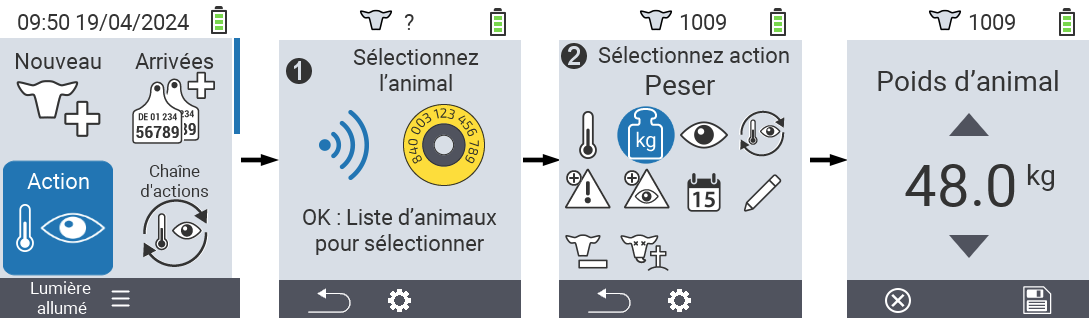 09:50 19/04/2024
Nouveau
Arrivées
DE 01 234
56789
234
89
Action
Chaîne
d'actions
Lumière
allumé
?
1
Sélectionnez
l'animal
840 003 123 456 789
OK : Liste d'animaux
pour sélectionner
1009
2
Sélectionnez action
Peser
kg
15
1009
Poids d'animal
48.0 kg